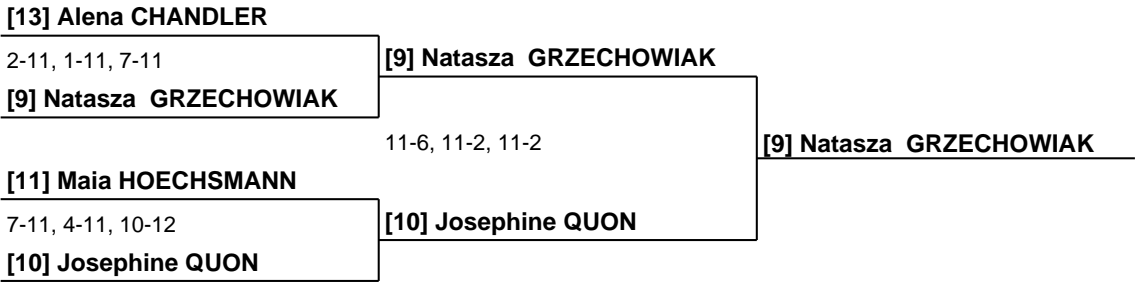 [13] Alena CHANDLER
2-11, 1-11, 7-11
[9] Natasza GRZECHOWIAK
[9] Natasza GRZECHOWIAK
11-6, 11-2, 11-2
[9] Natasza GRZECHOWIAK
[11] Maia HOECHSMANN
7-11, 4-11, 10-12
[10] Josephine QUON
[10] Josephine QUON